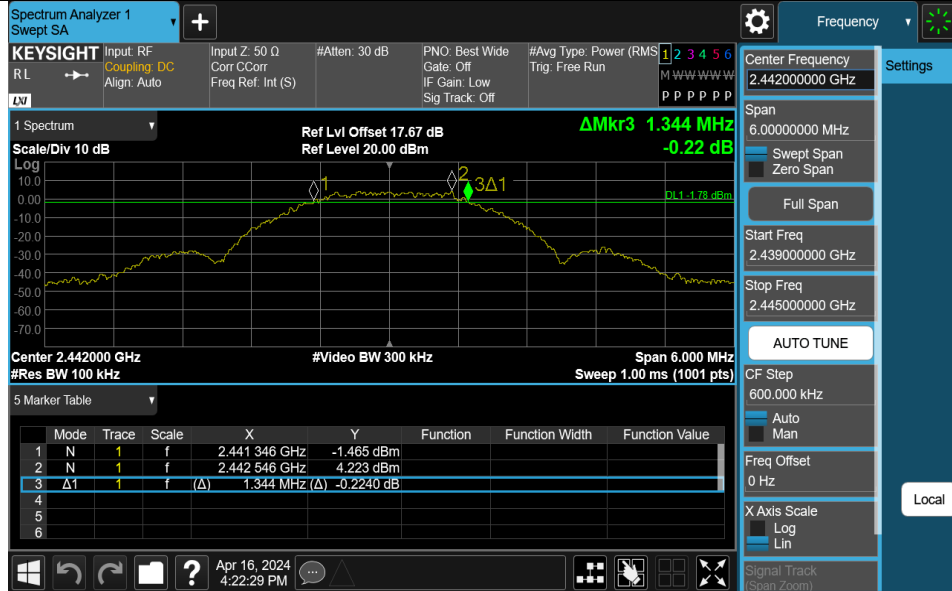 Spectrum Analyzer 1
Swept SA
Frequency
KEYSIGHT
RL
LXI
Input: RF
Coupling: DC
Align: Auto
Input Z: 50 Ω
Corr CCorr
Freq Ref: Int (S)
#Atten: 30 dB
PNO: Best Wide
Gate: Off
IF Gain: Low
Sig Track: Off
#Avg Type: Power (RMS
Trig: Free Run
1 2 3 4 5 6
M W W W W W
P P P P P P
Center Frequency
2.442000000 GHz
Settings
Span
6.00000000 MHz
Swept Span
Zero Span
Full Span
Start Freq
2.439000000 GHz
Stop Freq
2.445000000 GHz
AUTO TUNE
CF Step
600.000 kHz
Auto
Man
Freq Offset
0 Hz
X Axis Scale
Log
Lin
Signal Track
(Span Zoom)
Local
1 Spectrum
Scale/Div 10 dB
Ref Lvl Offset 17.67 dB
Ref Level 20.00 dBm
ΔMkr3 1.344 MHz
-0.22 dB
Log
10.0
0.00
-10.0
-20.0
-30.0
-40.0
-50.0
-60.0
-70.0
1
2
3Δ1
DL1 -1.78 dBm
Center 2.442000 GHz
#Video BW 300 kHz
Span 6.000 MHz
#Res BW 100 kHz
Sweep 1.00 ms (1001 pts)
5 Marker Table
Mode Trace Scale X Y Function Function Width Function Value
1 N 1 f 2.441 346 GHz -1.465 dBm
2 N 1 f 2.442 546 GHz 4.223 dBm
3 Δ1 1 f (Δ) 1.344 MHz (Δ) -0.2240 dB
4
5
6
Apr 16, 2024
4:22:29 PM